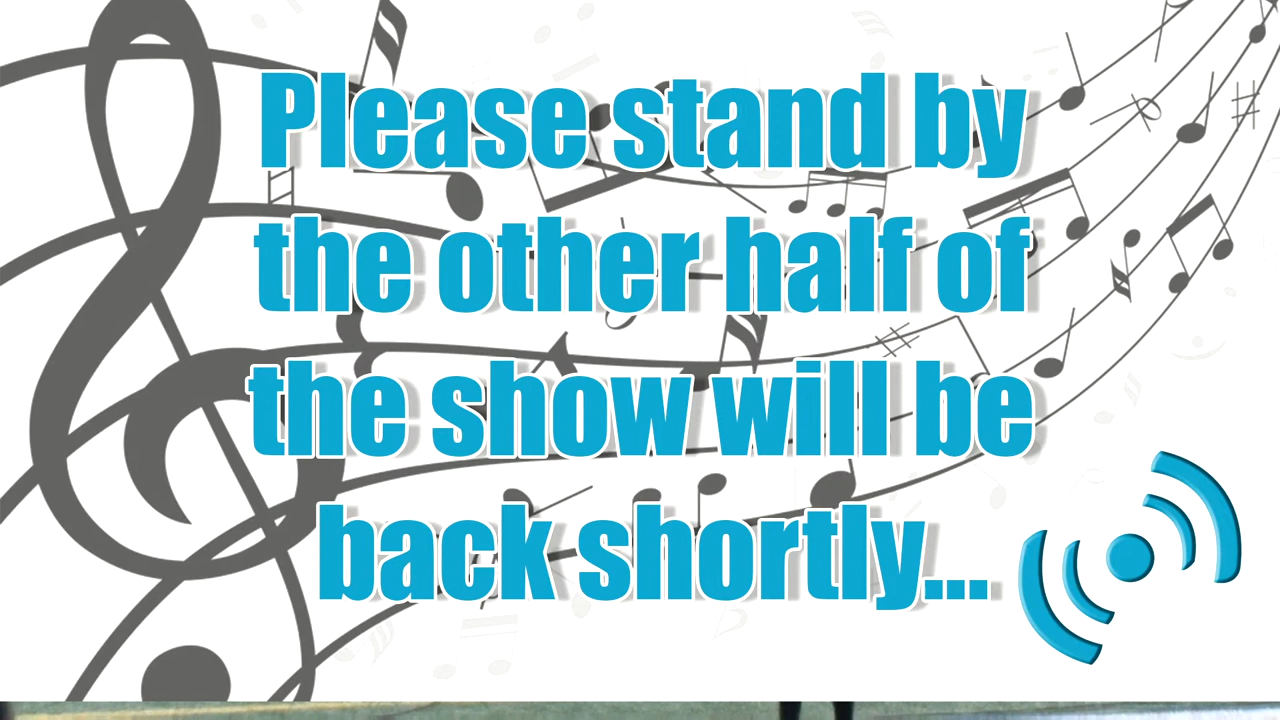 Please stand by
the other half of
the show will be
back shortly...